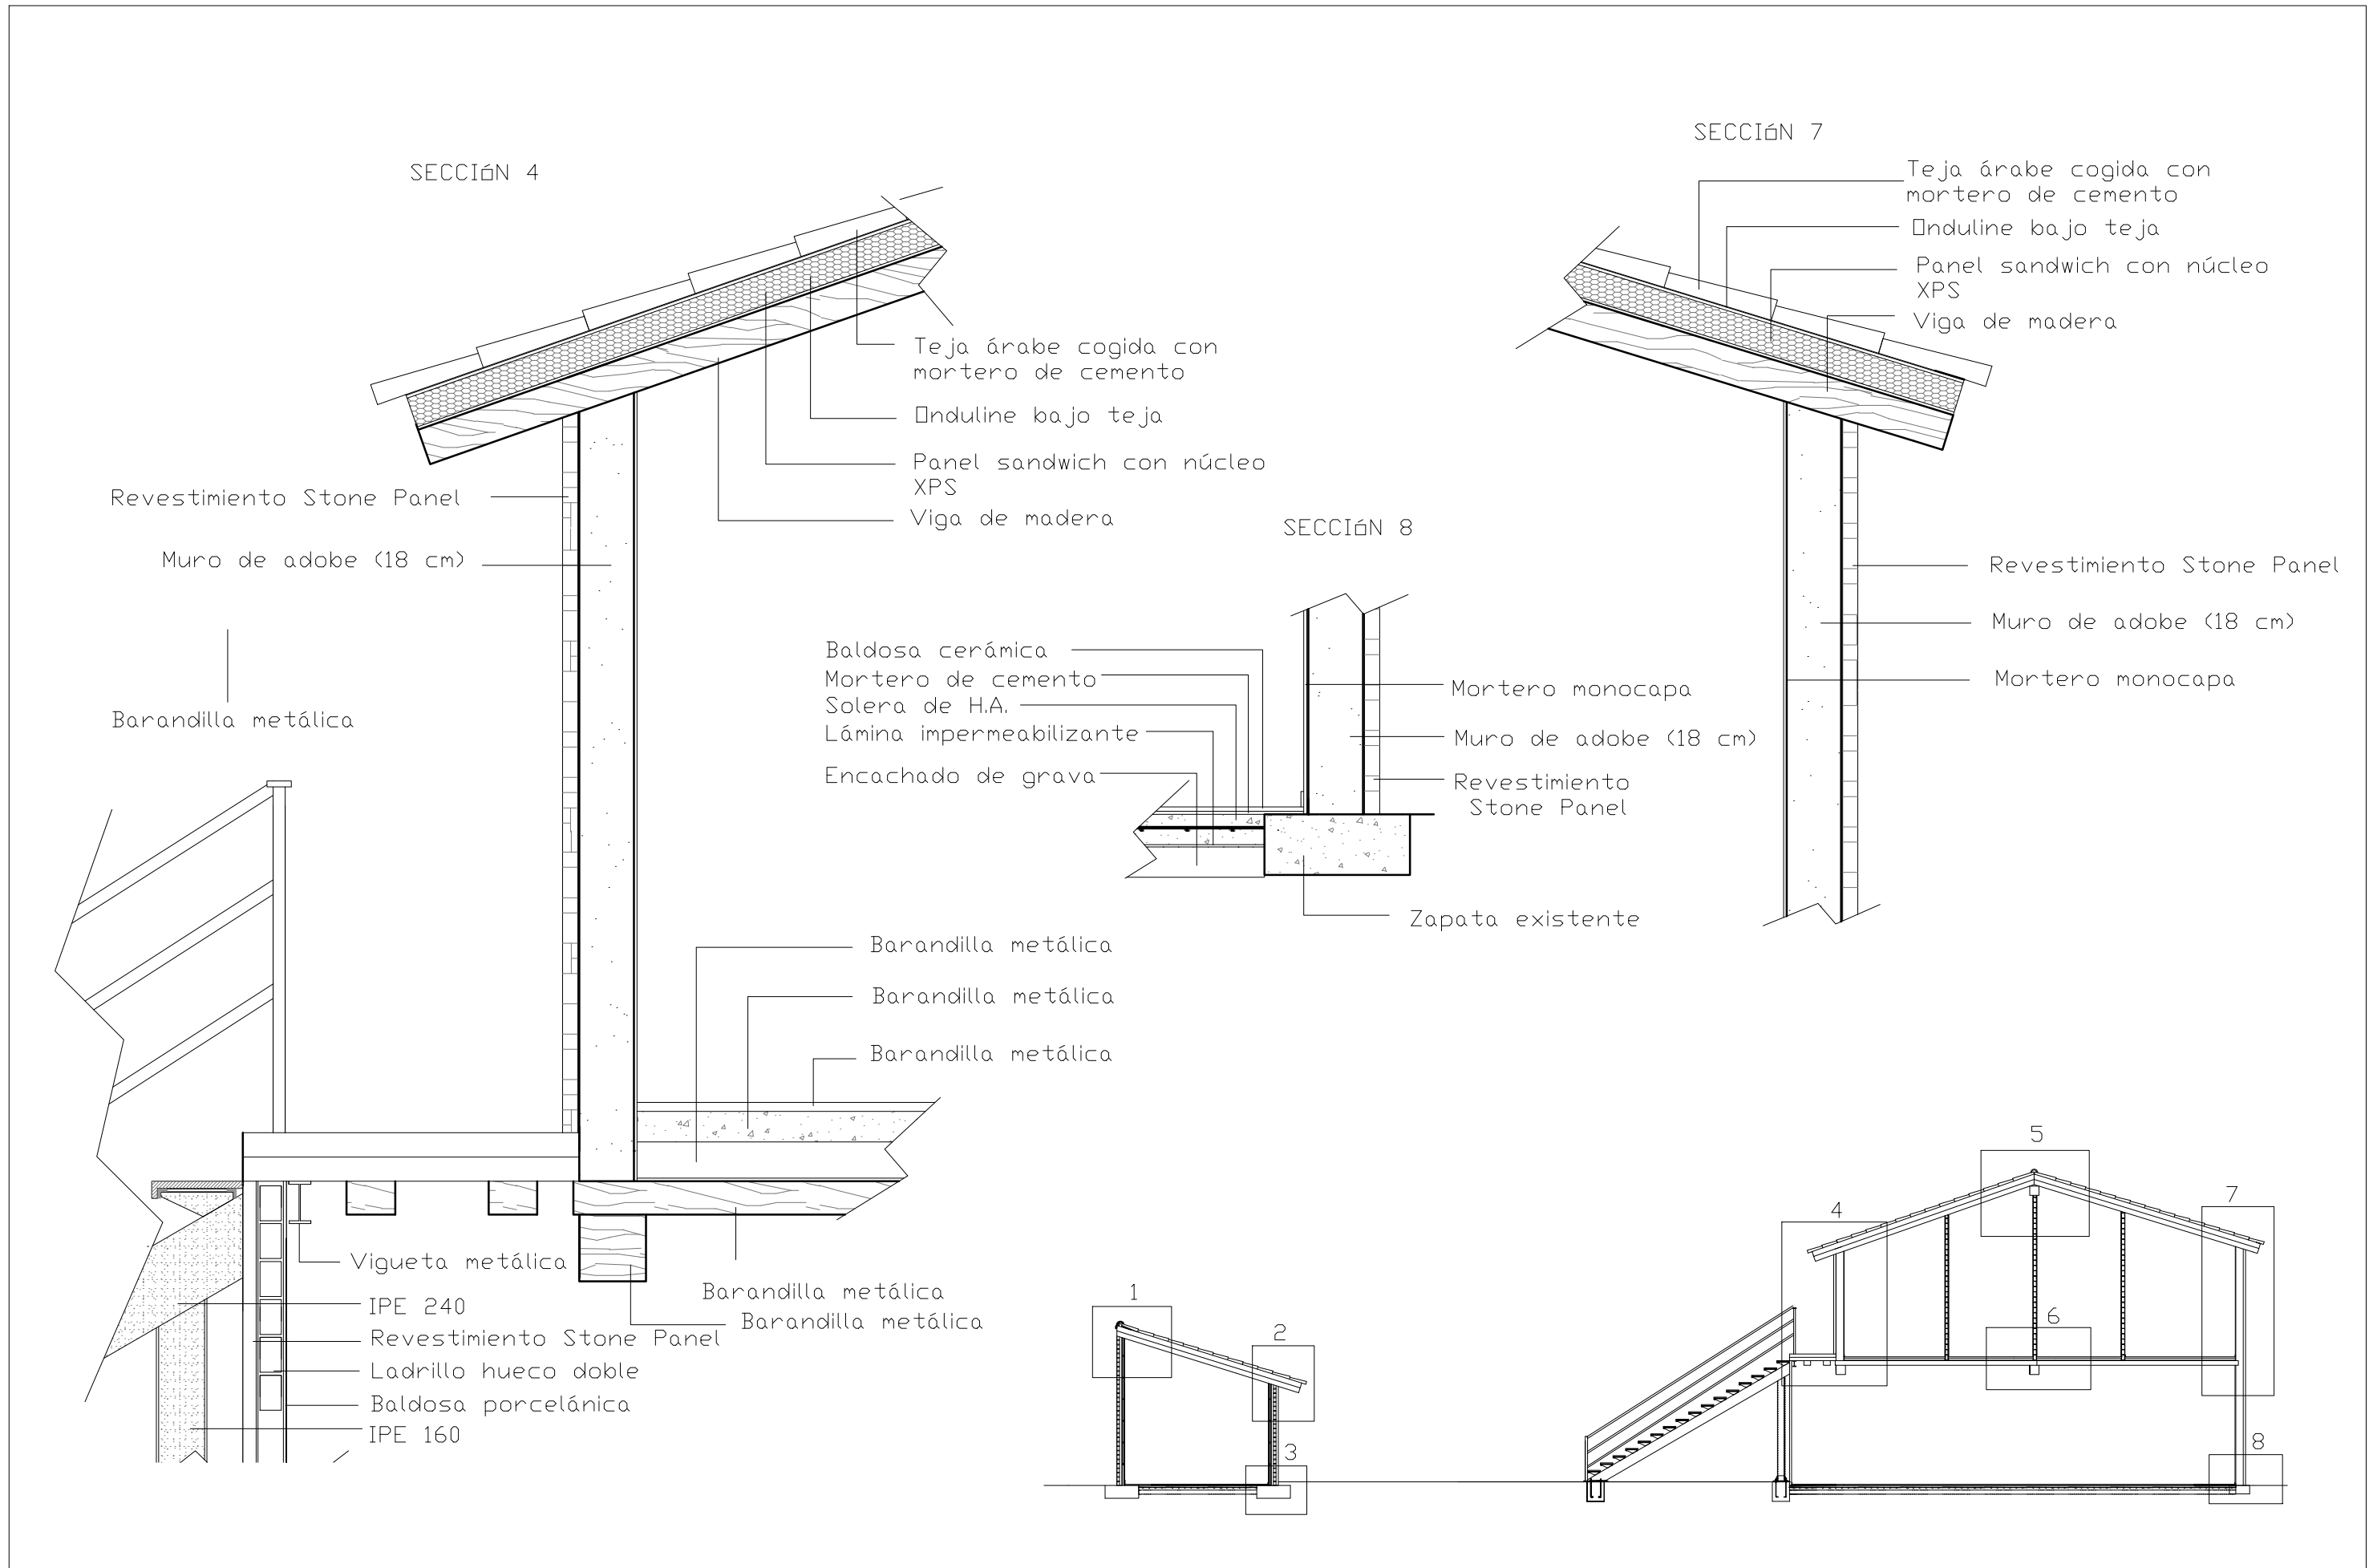 SECCIóN 4
Teja árabe cogida con
mortero de cemento
Onduline bajo teja
Panel sandwich con núcleo
XPS
Viga de madera
Revestimiento Stone Panel
Muro de adobe (18 cm)
Barandilla metálica
Barandilla metálica
Barandilla metálica
Barandilla metálica
Barandilla metálica
Barandilla metálica
Vigueta metálica
IPE 240
Revestimiento Stone Panel
Ladrillo hueco doble
Baldosa porcelánica
IPE 160
SECCIóN 8
Baldosa cerámica
Mortero de cemento
Solera de H.A.
Lámina impermeabilizante
Encachado de grava
Mortero monocapa
Muro de adobe (18 cm)
Revestimiento
Stone Panel
Zapata existente
SECCIóN 7
Teja árabe cogida con
mortero de cemento
Onduline bajo teja
Panel sandwich con núcleo
XPS
Viga de madera
Revestimiento Stone Panel
Muro de adobe (18 cm)
Mortero monocapa
1
2
3
4
5
6
7
8